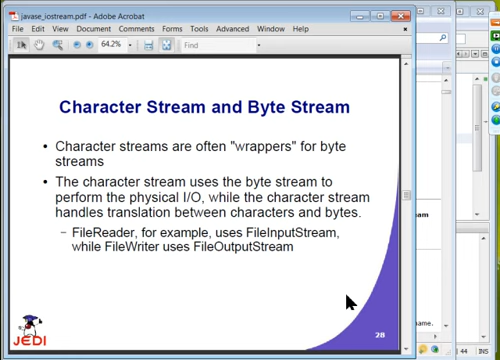 javase_iostream.pdf - Adobe Acrobat
File Edit View Document Comments Forms Tools Advanced Window Help
64.2% Find
Character Stream and Byte Stream
• Character streams are often "wrappers" for byte
streams
• The character stream uses the byte stream to
perform the physical I/O, while the character stream
handles translation between characters and bytes.
– FileReader, for example, uses FileInputStream,
while FileWriter uses FileOutputStream
JEDI
28
name.
44 INS